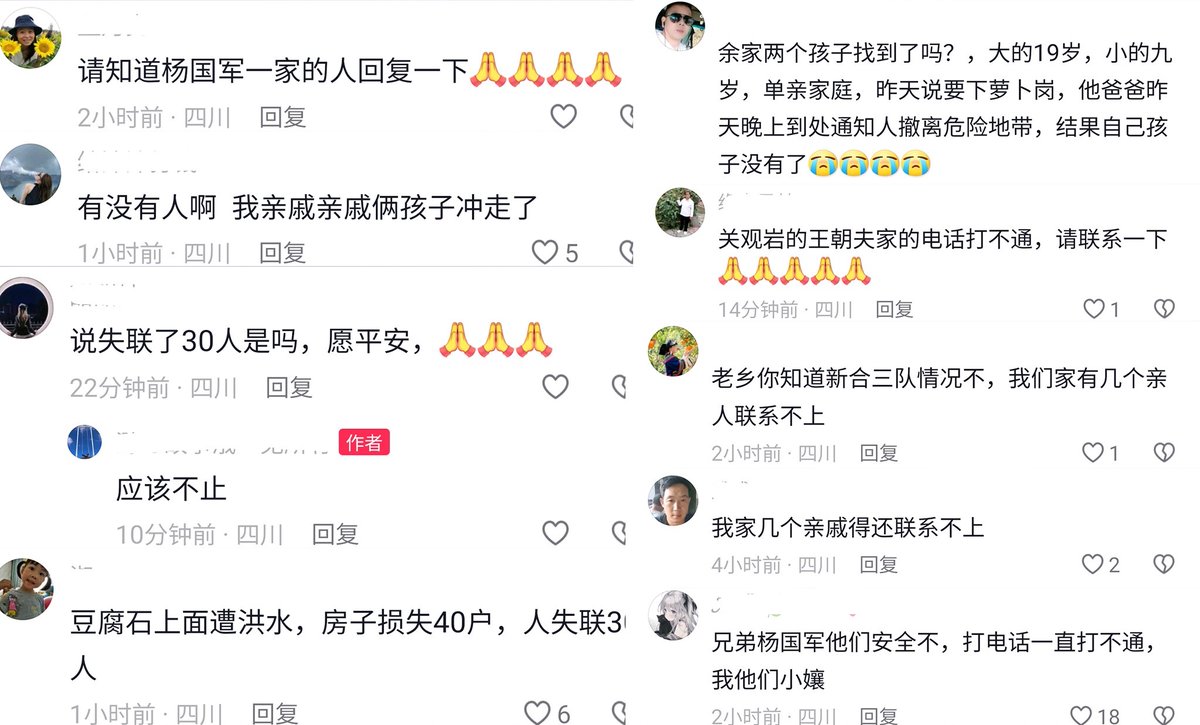 请知道杨国军一家的人回复一下🙏🙏🙏🙏
2小时前 · 四川 回复
有没有人啊 我亲戚亲戚俩孩子冲走了
1小时前 · 四川 回复 5
说失联了30人是吗，愿平安，🙏🙏🙏
22分钟前 · 四川 回复
作者
应该不止
10分钟前 · 四川 回复
豆腐石上面遭洪水，房子损失40户，人失联3
人
1小时前 · 四川 回复 6
余家两个孩子找到了吗？，大的19岁，小的九
岁，单亲家庭，昨天说要下萝卜岗，他爸爸昨
天晚上到处通知人撤离危险地带，结果自己孩
子没有了😭😭😭😭
关观岩的王朝夫家的电话打不通，请联系一下
🙏🙏🙏🙏🙏
14分钟前 · 四川 回复 1
老乡你知道新合三队情况不，我们家有几个亲
人联系不上
2小时前 · 四川 回复 1
我家几个亲戚得还联系不上
4小时前 · 四川 回复 2
兄弟杨国军他们安全不，打电话一直打不通，
我他们小孃
2小时前 · 四川 回复 18